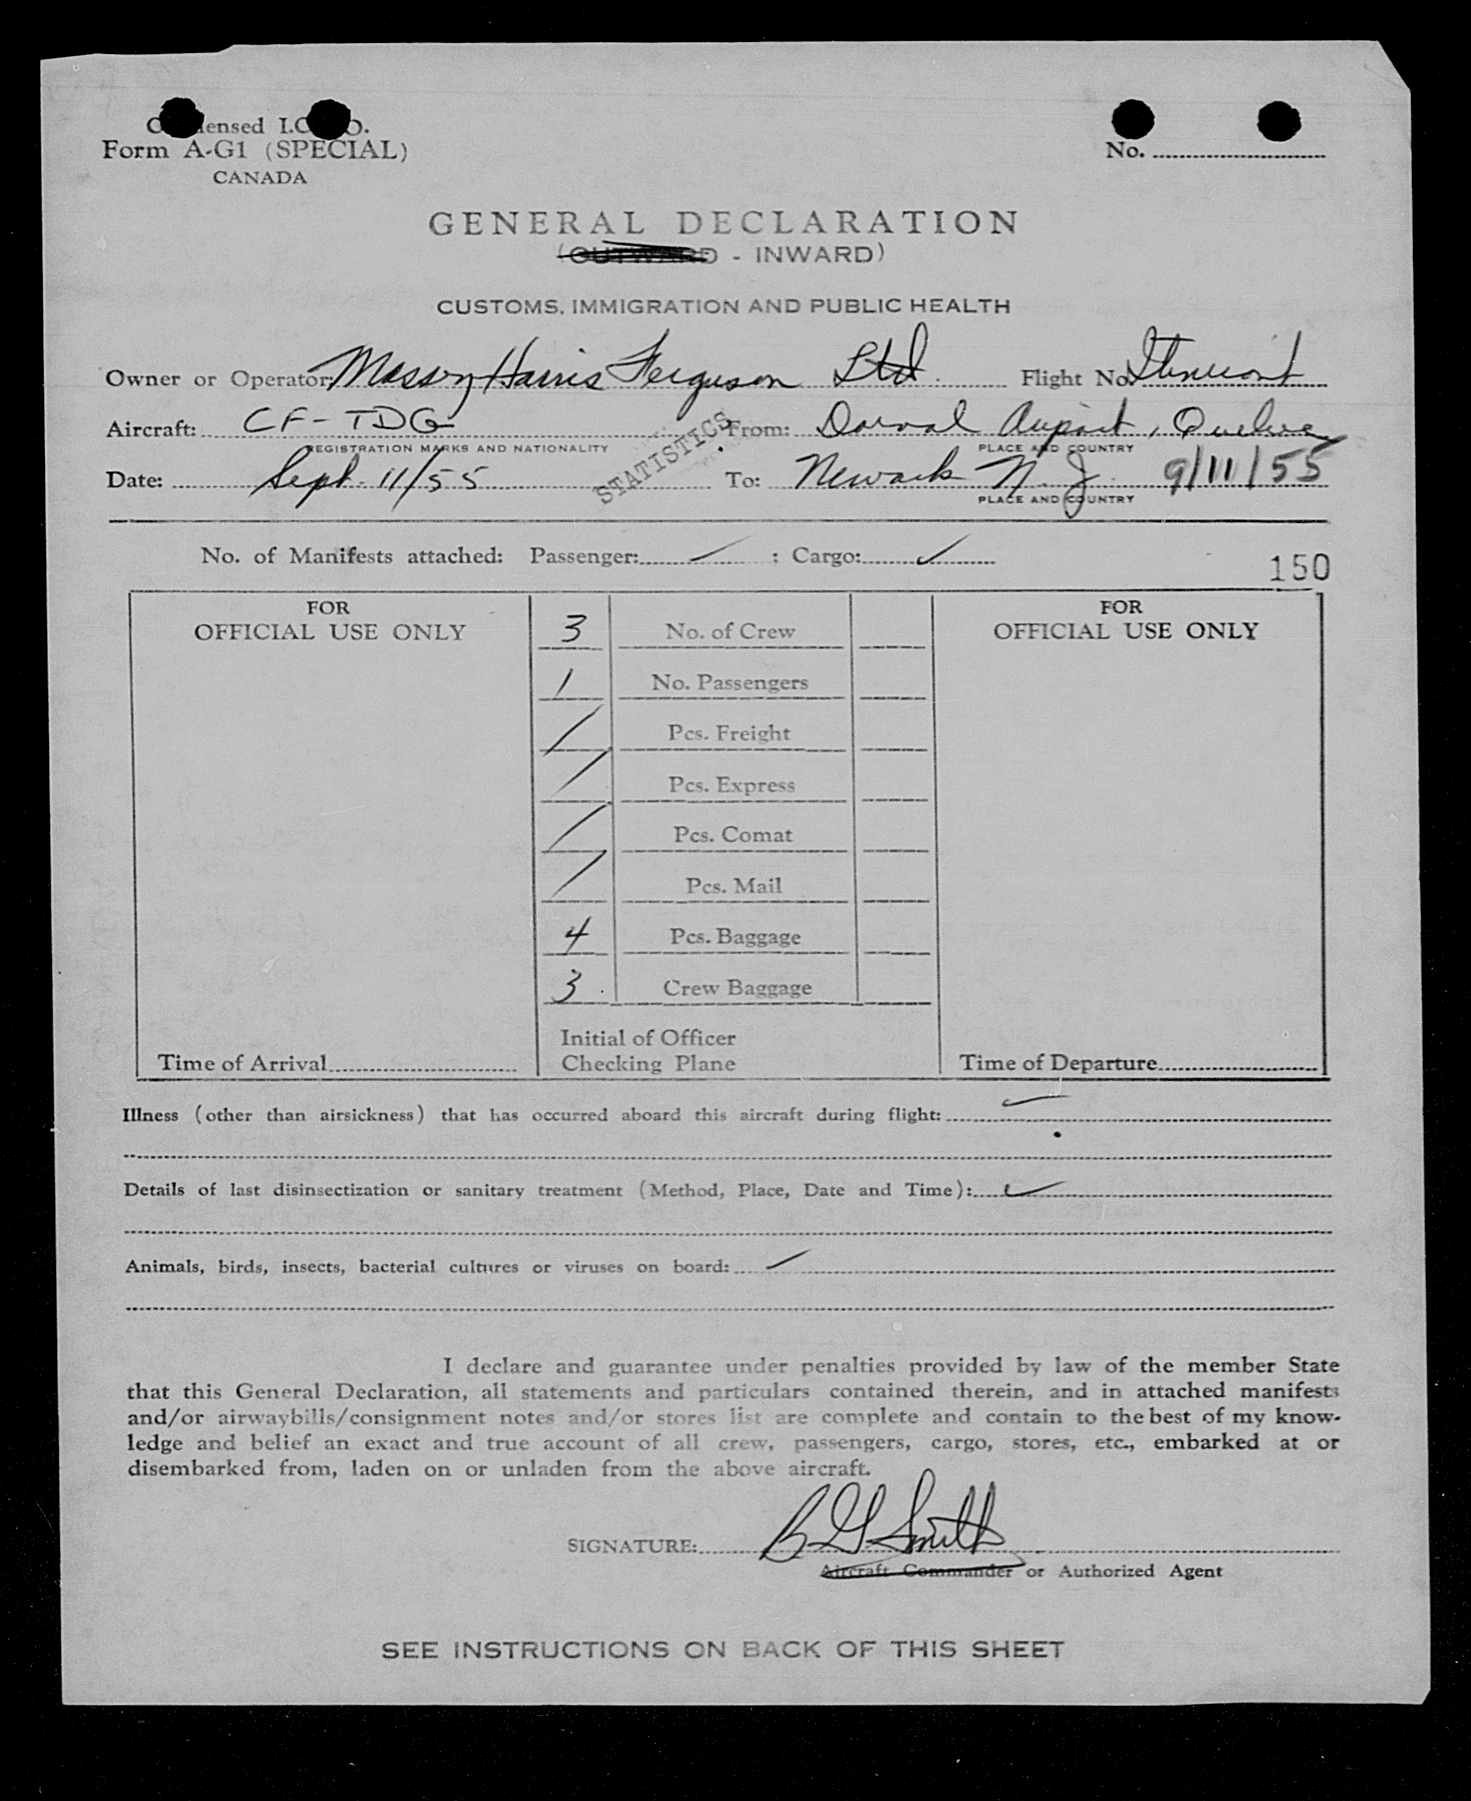 Condensed I.C.A.O.
Form A-G1 (SPECIAL)
CANADA
No.
GENERAL DECLARATION
(OUTWARD - INWARD)
CUSTOMS, IMMIGRATION AND PUBLIC HEALTH
Owner or Operator: Massey Harris Ferguson Ltd. Flight No.
Aircraft: CF-TDG From: Dorval Airport, Quebec
REGISTRATION MARKS AND NATIONALITY PLACE AND COUNTRY
STATISTICS
Date: Sept. 11/55 To: Newark N.J. 9/11/55
PLACE AND COUNTRY
No. of Manifests attached: Passenger: ; Cargo:
150
FOR
OFFICIAL USE ONLY
3 No. of Crew
1 No. Passengers
/ Pcs. Freight
/ Pcs. Express
/ Pcs. Comat
/ Pcs. Mail
4 Pcs. Baggage
3 Crew Baggage
FOR
OFFICIAL USE ONLY
Time of Arrival
Initial of Officer
Checking Plane
Time of Departure
Illness (other than airsickness) that has occurred aboard this aircraft during flight:
Details of last disinsectization or sanitary treatment (Method, Place, Date and Time):
Animals, birds, insects, bacterial cultures or viruses on board:
I declare and guarantee under penalties provided by law of the member State
that this General Declaration, all statements and particulars contained therein, and in attached manifests
and/or airwaybills/consignment notes and/or stores list are complete and contain to the best of my know-
ledge and belief an exact and true account of all crew, passengers, cargo, stores, etc., embarked at or
disembarked from, laden on or unladen from the above aircraft.
SIGNATURE: B G Smith
Aircraft Commander or Authorized Agent
SEE INSTRUCTIONS ON BACK OF THIS SHEET